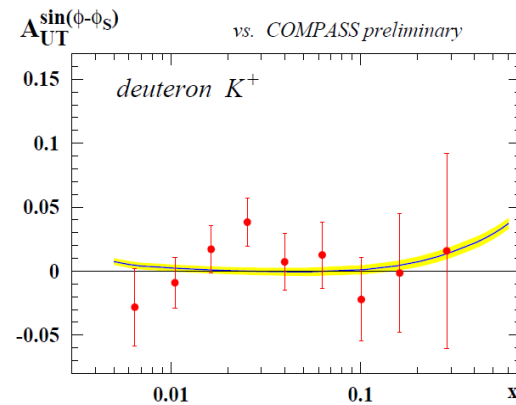 A_UT^sin(ϕ-ϕ_S)
vs. COMPASS preliminary
deuteron K⁺
0.15
0.1
0.05
0
-0.05
0.01
0.1
x